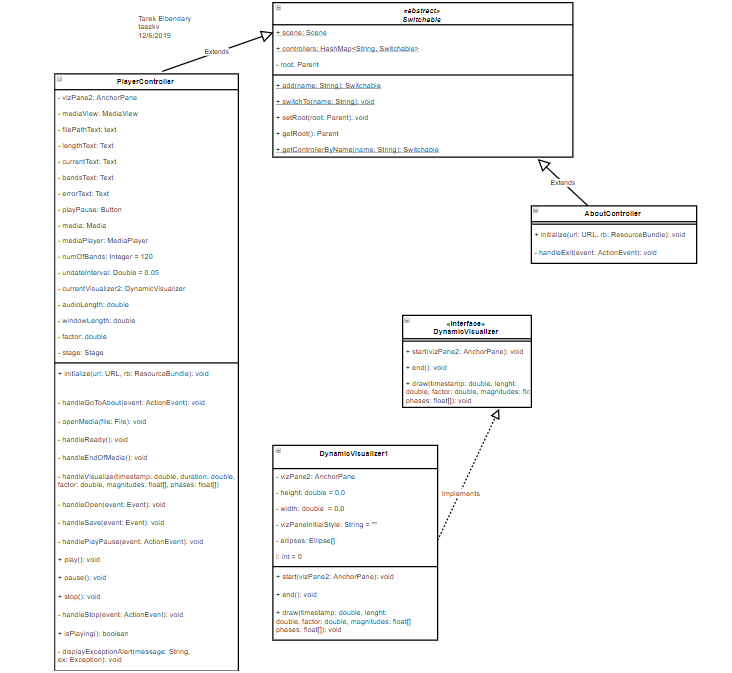 Tarek Elbendary
taezkv
12/6/2019
«abstract»
Switchable
+ scene: Scene
+ controllers: HashMap<String, Switchable>
- root: Parent
+ add(name: String): Switchable
+ switchTo(name: String): void
+ setRoot(root: Parent): void
+ getRoot(): Parent
+ getControllerByName(name: String): Switchable
Extends
PlayerController
- vizPane2: AnchorPane
- mediaView: MediaView
- filePathText: text
- lengthText: Text
- currentText: Text
- bandsText: Text
- errorText: Text
- playPause: Button
- media: Media
- mediaPlayer: MediaPlayer
- numOfBands: Integer = 120
- undateInterval: Double = 0.05
- currentVisualizer2: DynamicVisualizer
- audioLength: double
- windowLength: double
- factor: double
- stage: Stage
+ initialize(url: URL, rb: ResourceBundle): void
- handleGoToAbout(event: ActionEvent): void
- openMedia(file: File): void
- handleReady(): void
- handleEndOfMedia(): void
- handleVisualize(timestamp: double, duration: double,
factor: double, magnitudes: float[], phases: float[])
- handleOpen(event: Event): void
- handleSave(event: Event): void
- handlePlayPause(event: ActionEvent): void
+ play(): void
+ pause(): void
+ stop(): void
- handleStop(event: ActionEvent): void
+ isPlaying(): boolean
- displayExceptionAlert(message: String,
ex: Exception): void
Extends
AboutController
+ initialize(url: URL, rb: ResourceBundle): void
- handleExit(event: ActionEvent): void
«interface»
DynamicVisualizer
+ start(vizPane2: AnchorPane): void
+ end(): void
+ draw(timestamp: double, lenght:
double, factor: double, magnitudes: flo
phases: float[]): void
Implements
DynamicVisualizer1
- vizPane2: AnchorPane
- height: double = 0.0
- width: double = 0.0
- vizPaneInitialStyle: String = ""
- ellipses: Ellipse[]
i: int = 0
+ start(vizPane2: AnchorPane): void
+ end(): void
+ draw(timestamp: double, lenght:
double, factor: double, magnitudes: float[]
phases: float[]): void